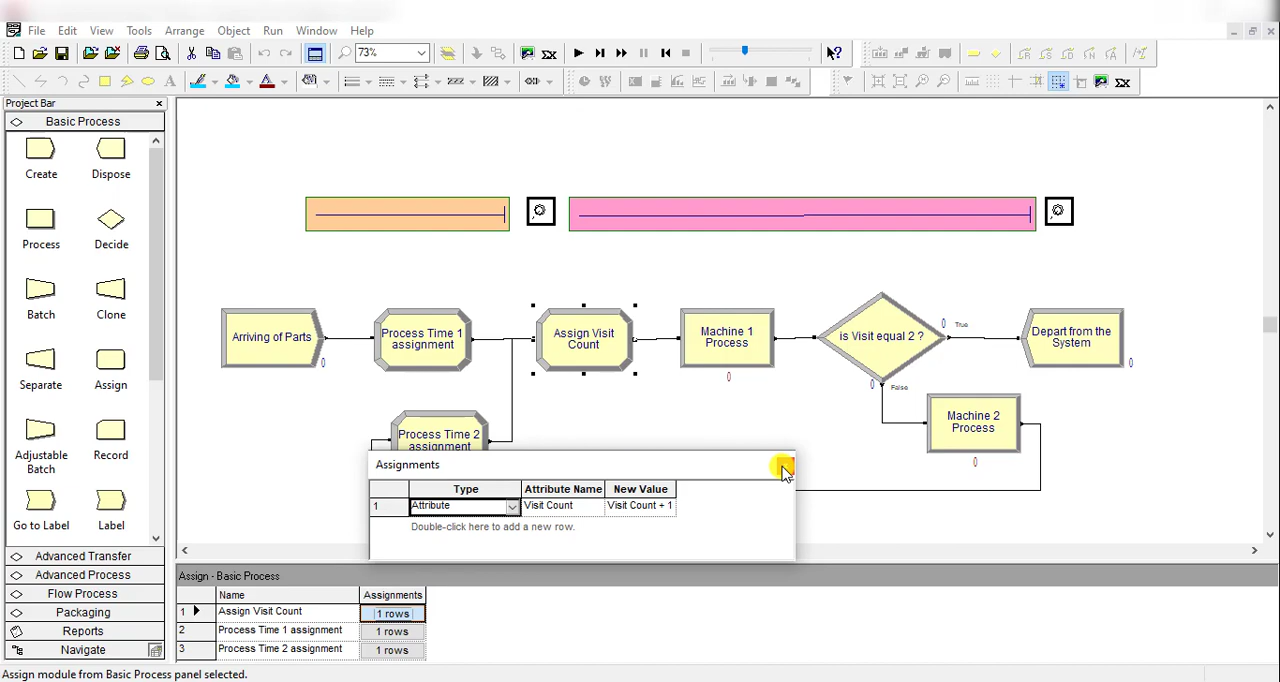 File Edit View Tools Arrange Object Run Window Help
73%
Project Bar
Basic Process
Create Dispose
Process Decide
Batch Clone
Separate Assign
Adjustable Batch Record
Go to Label Label
Advanced Transfer
Advanced Process
Flow Process
Packaging
Reports
Navigate
Arriving of Parts
0
Process Time 1
assignment
Assign Visit
Count
Machine 1
Process
0
is Visit equal 2 ?
0 True
0 False
Depart from the
System
0
Machine 2
Process
0
Process Time 2
assignment
Assignments
Type Attribute Name New Value
1 Attribute Visit Count Visit Count + 1
Double-click here to add a new row.
Assign - Basic Process
Name Assignments
1 Assign Visit Count 1 rows
2 Process Time 1 assignment 1 rows
3 Process Time 2 assignment 1 rows
Assign module from Basic Process panel selected.